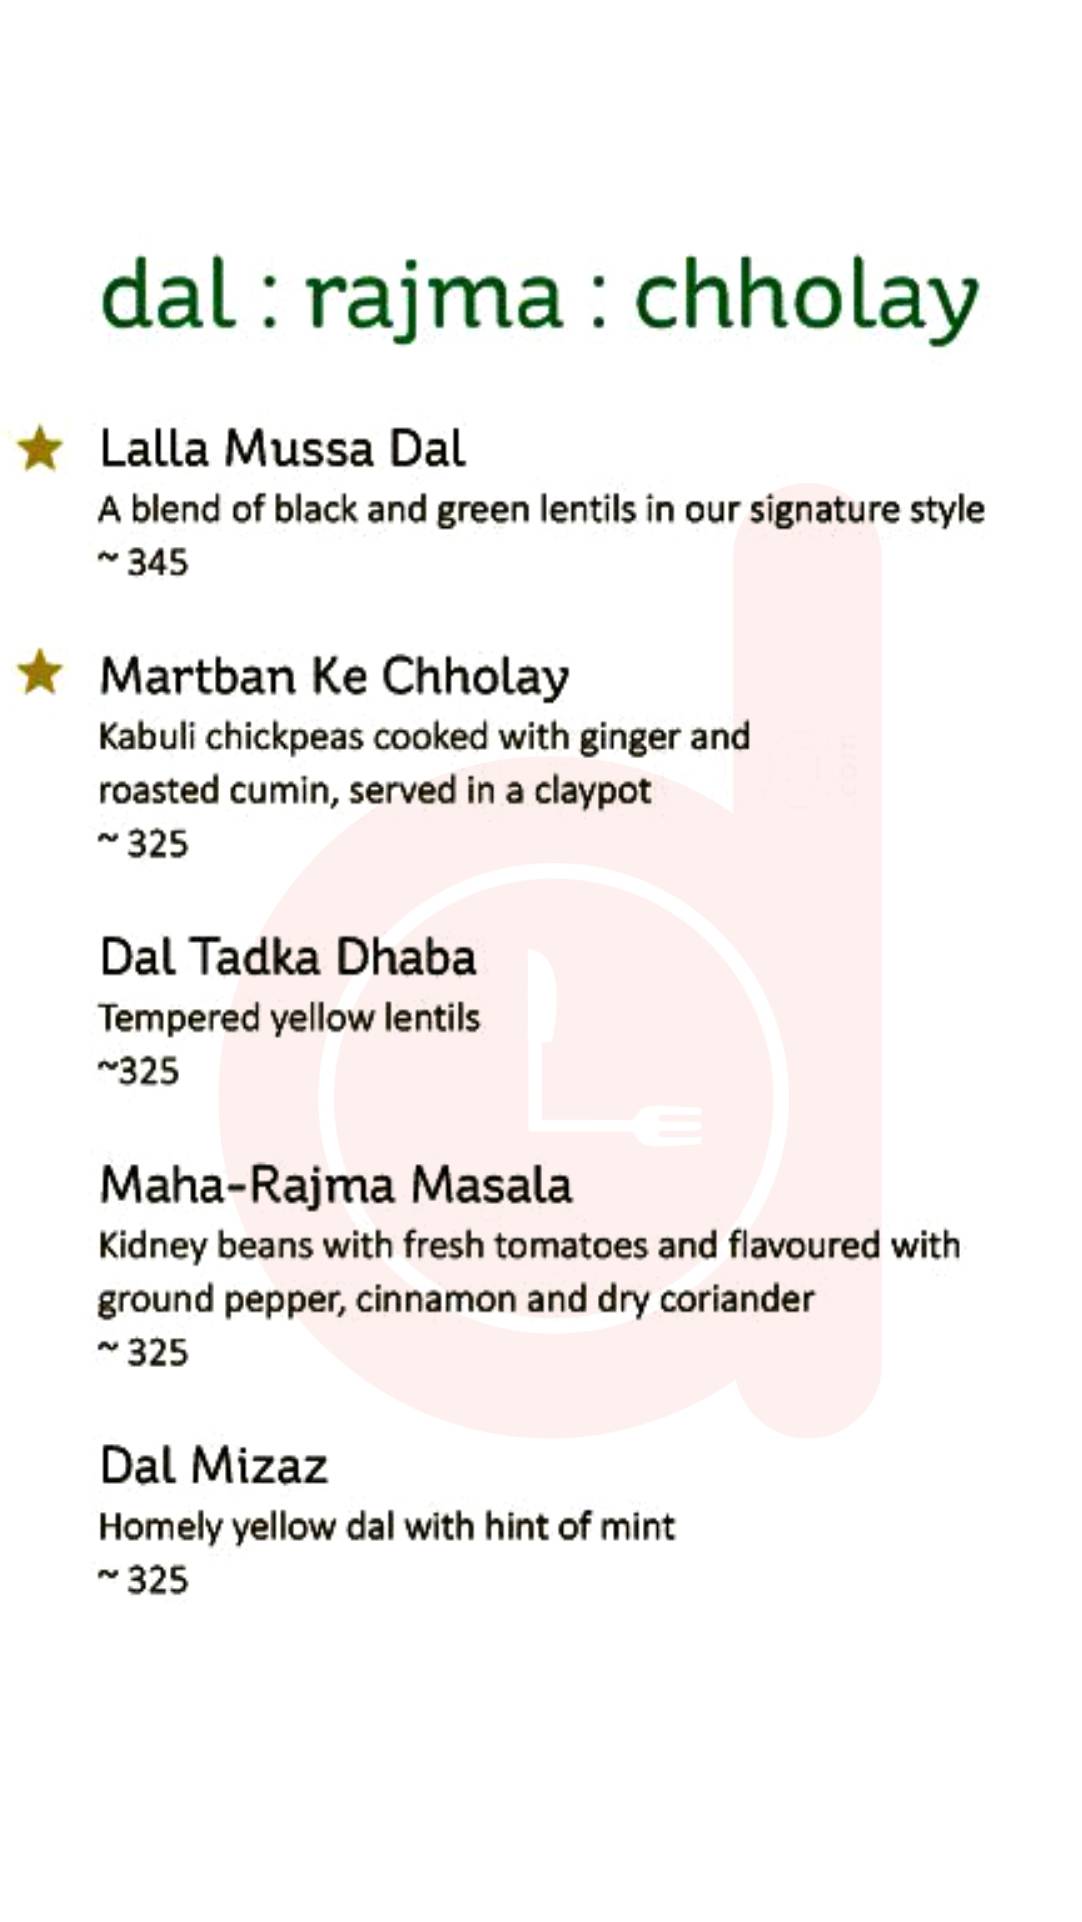 dal : rajma : chholay
Lalla Mussa Dal
A blend of black and green lentils in our signature style
~ 345
Martban Ke Chholay
Kabuli chickpeas cooked with ginger and
roasted cumin, served in a claypot
~ 325
Dal Tadka Dhaba
Tempered yellow lentils
~325
Maha-Rajma Masala
Kidney beans with fresh tomatoes and flavoured with
ground pepper, cinnamon and dry coriander
~ 325
Dal Mizaz
Homely yellow dal with hint of mint
~ 325